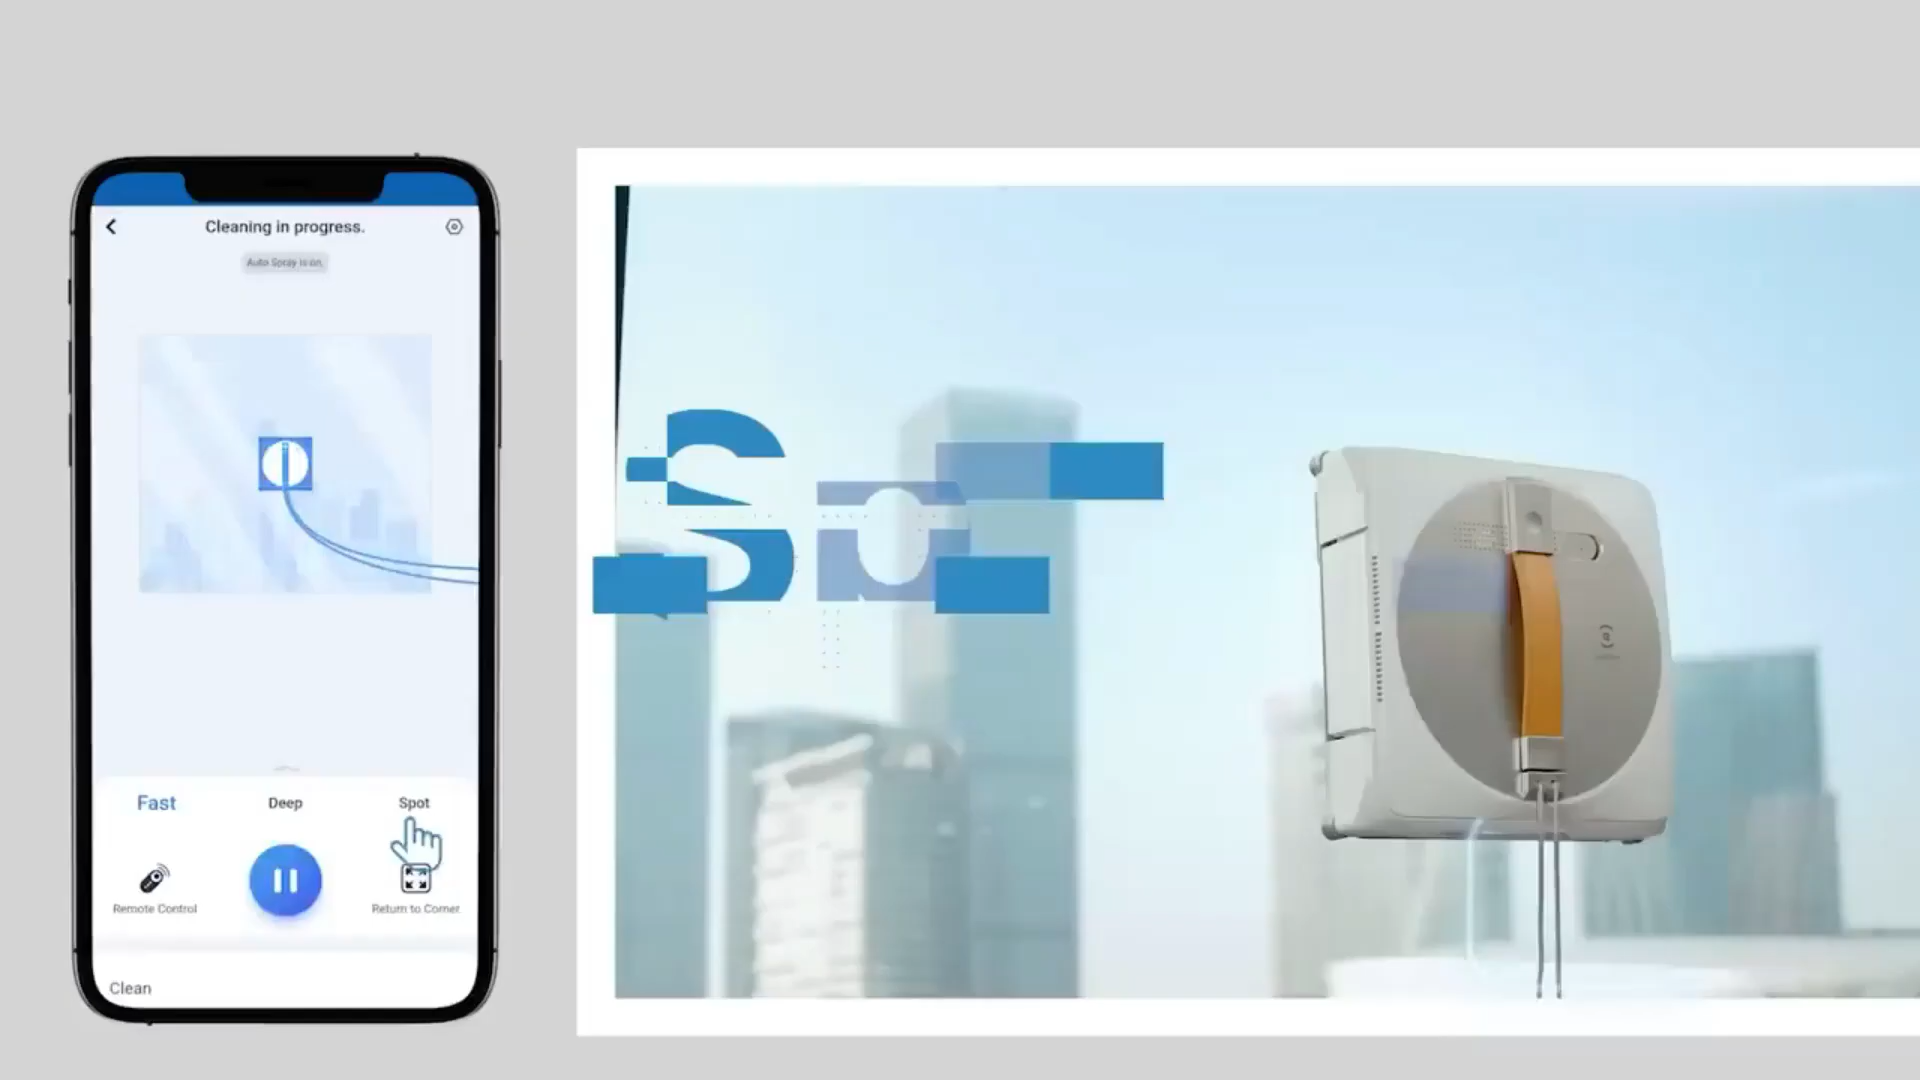 Cleaning in progress.
Auto Spray is on.
Fast
Deep
Spot
Remote Control
Return to Corner
Clean